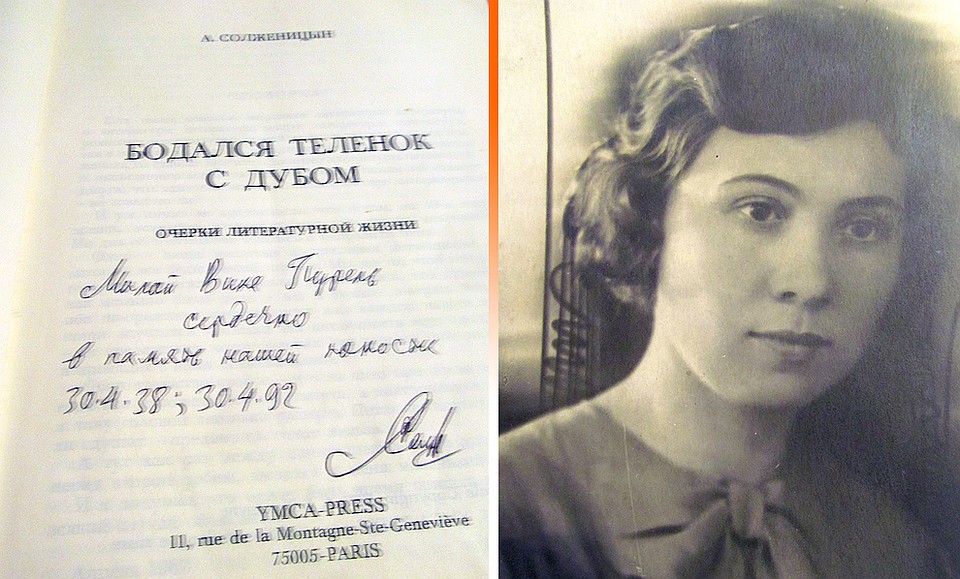 А. СОЛЖЕНИЦЫН
БОДАЛСЯ ТЕЛЕНОК
С ДУБОМ
ОЧЕРКИ ЛИТЕРАТУРНОЙ ЖИЗНИ
Милой Вике Пурель
сердечно
в память нашей юности
30.4.38; 30.4.92
YMCA-PRESS
11, rue de la Montagne-Ste-Geneviève
75005-PARIS